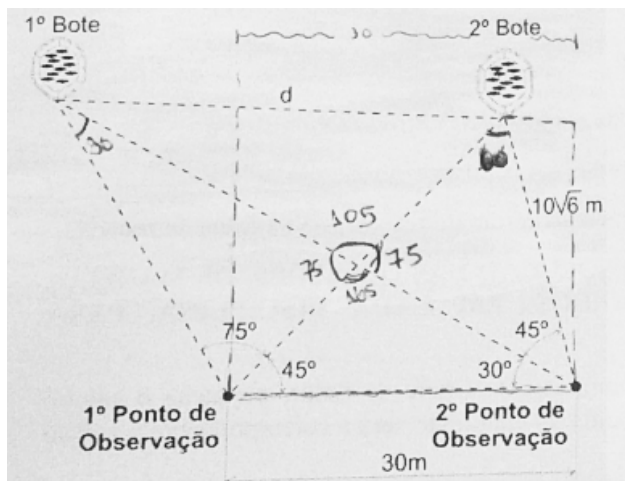 1º Bote
30
2º Bote
d
30
10√6 m
105
75
75
105
75º
45º
45º
30º
1º Ponto de
Observação
2º Ponto de
Observação
30m